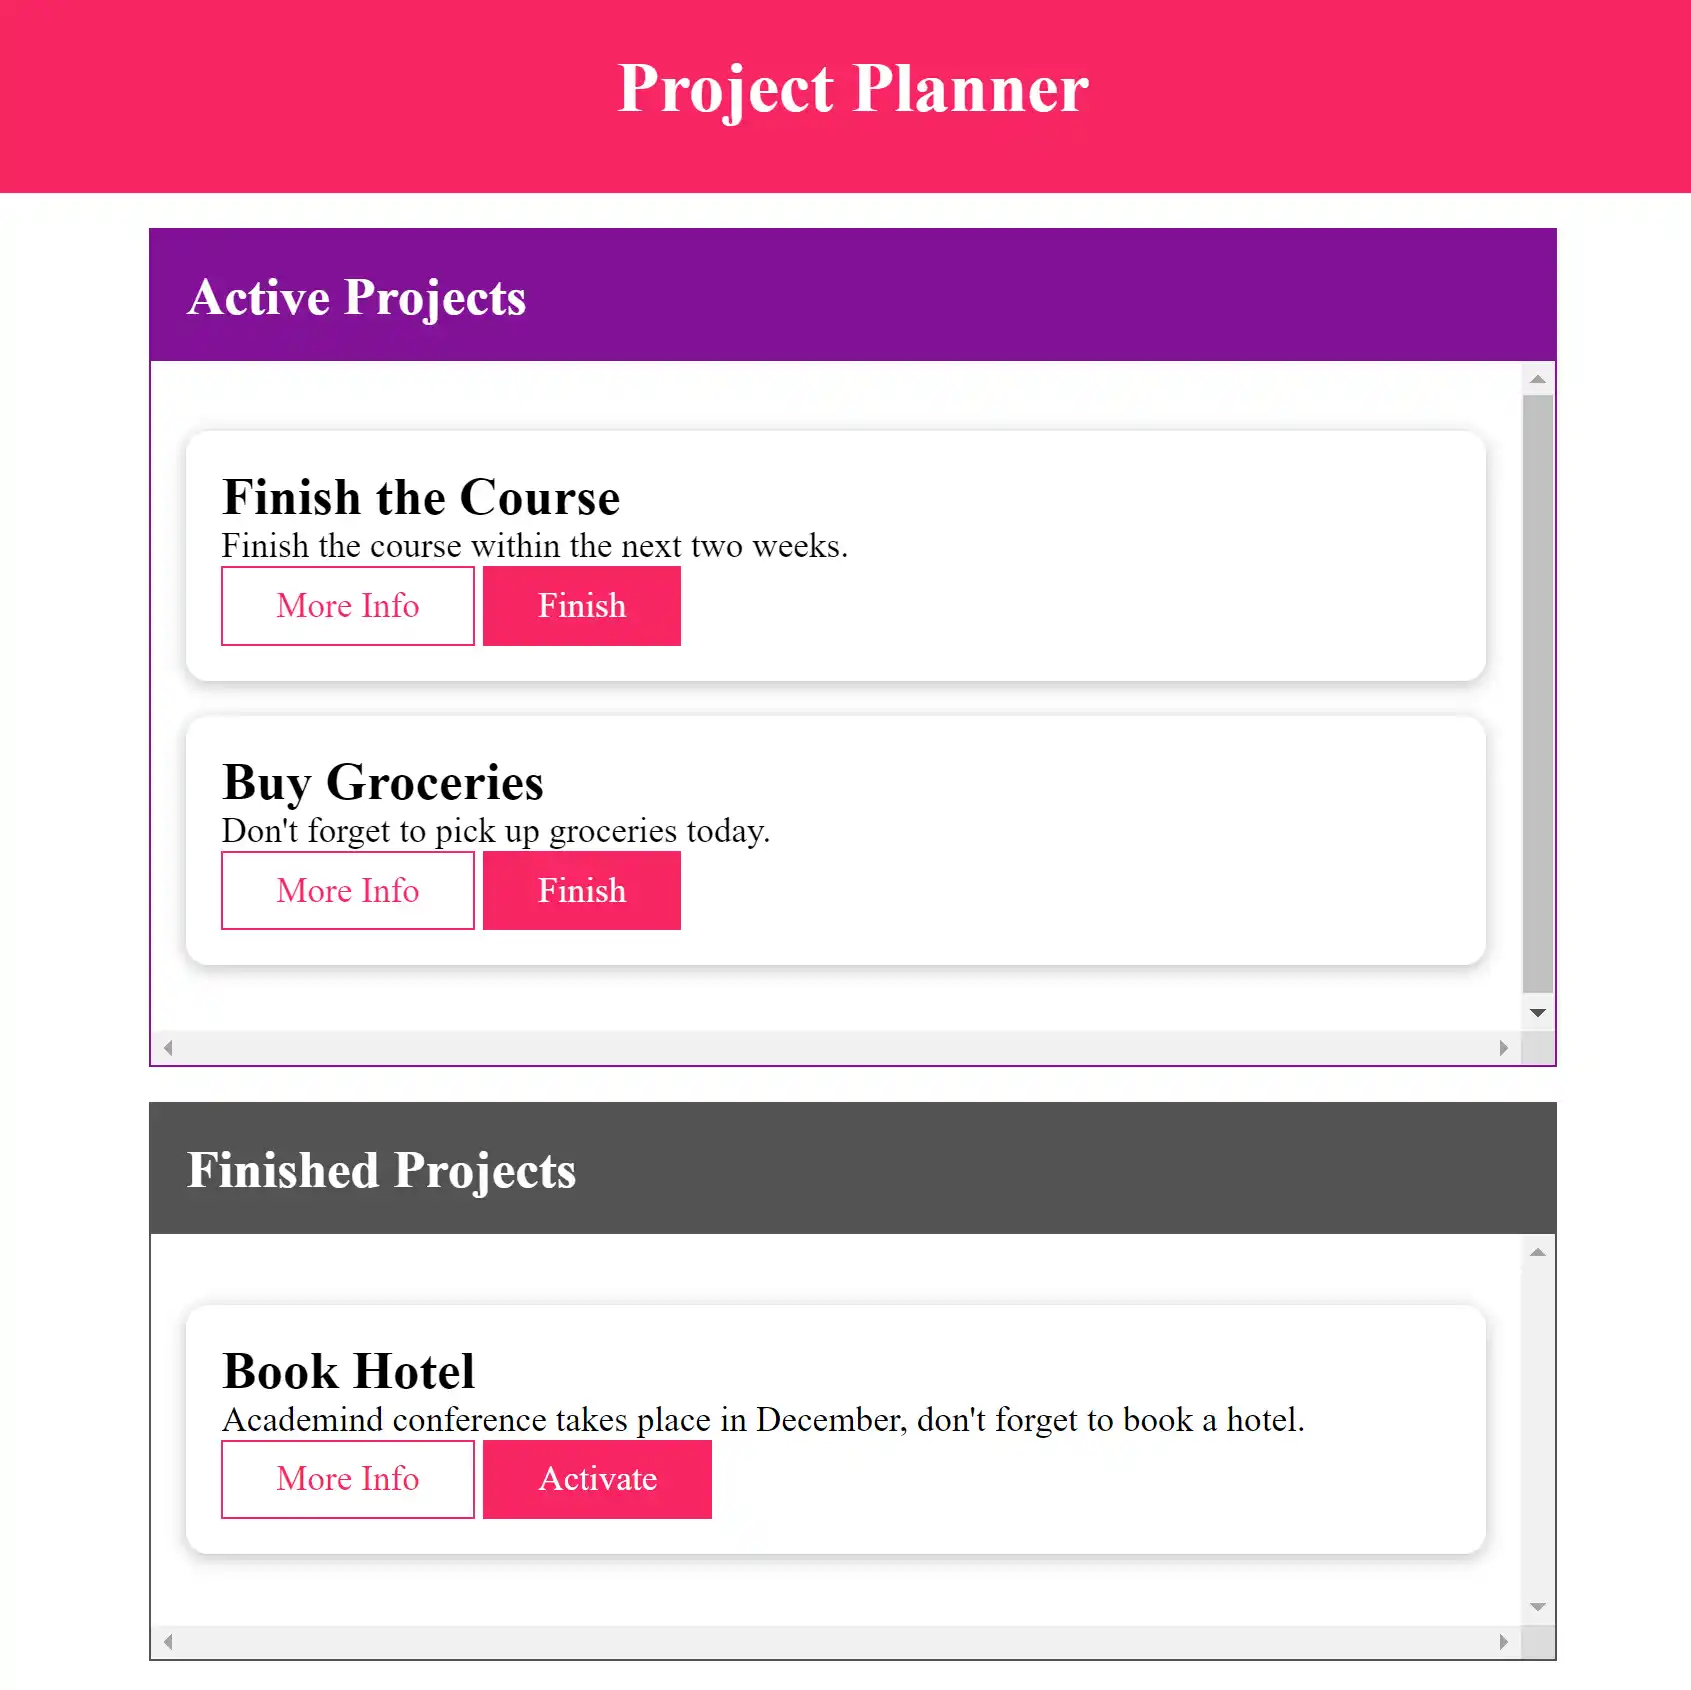 Project Planner
Active Projects
Finish the Course
Finish the course within the next two weeks.
More Info Finish
Buy Groceries
Don't forget to pick up groceries today.
More Info Finish
Finished Projects
Book Hotel
Academind conference takes place in December, don't forget to book a hotel.
More Info Activate